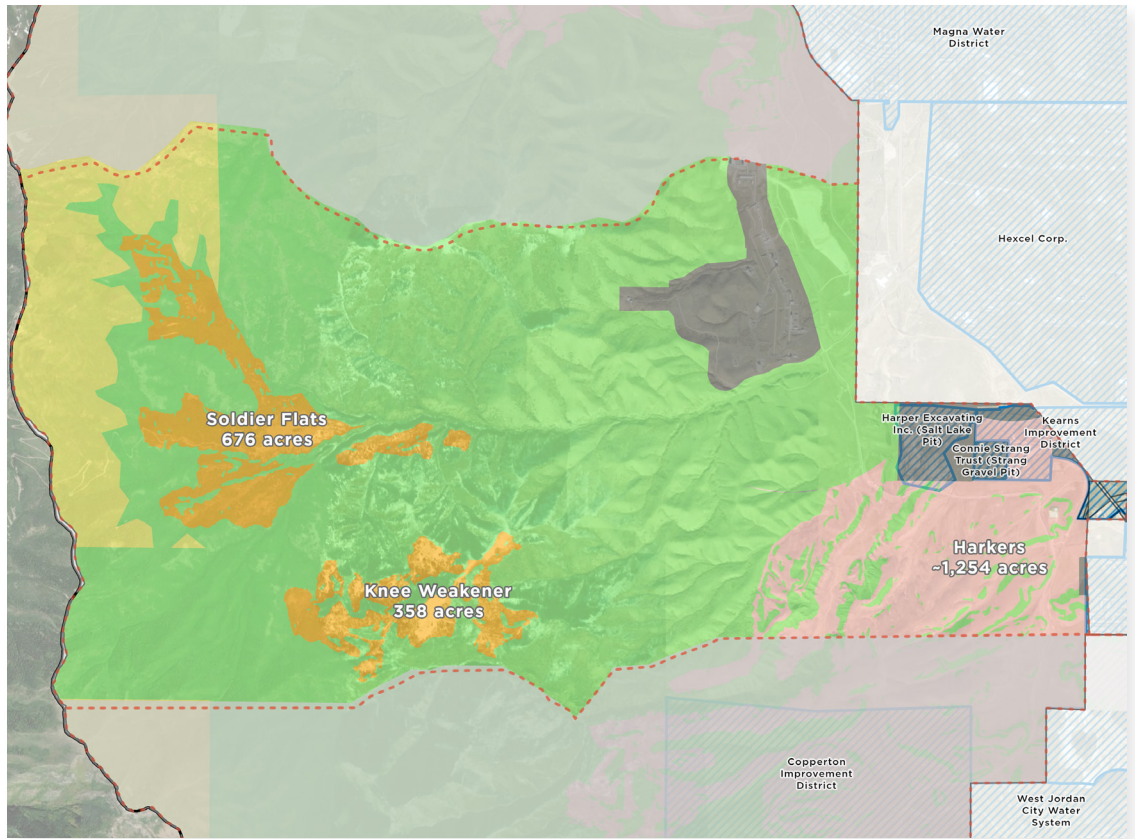 Magna Water
District
Hexcel Corp.
Soldier Flats
676 acres
Harper Excavating
Inc. (Salt Lake
Pit)
Kearns
Improvement
District
Connie Strang
Trust (Strang
Gravel Pit)
Harkers
~1,254 acres
Knee Weakener
358 acres
Copperton
Improvement
District
West Jordan
City Water
System